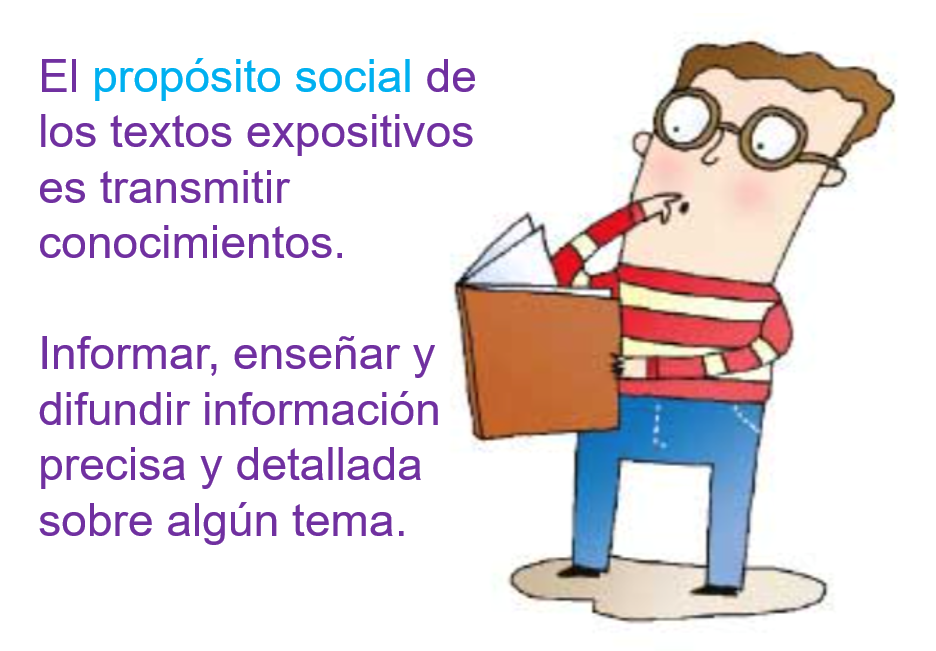 El propósito social de
los textos expositivos
es transmitir
conocimientos.
Informar, enseñar y
difundir información
precisa y detallada
sobre algún tema.